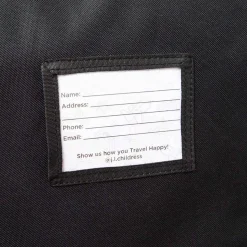 Name:
Address:
Phone:
Email:
Show us how you Travel Happy!
@j.l.childress